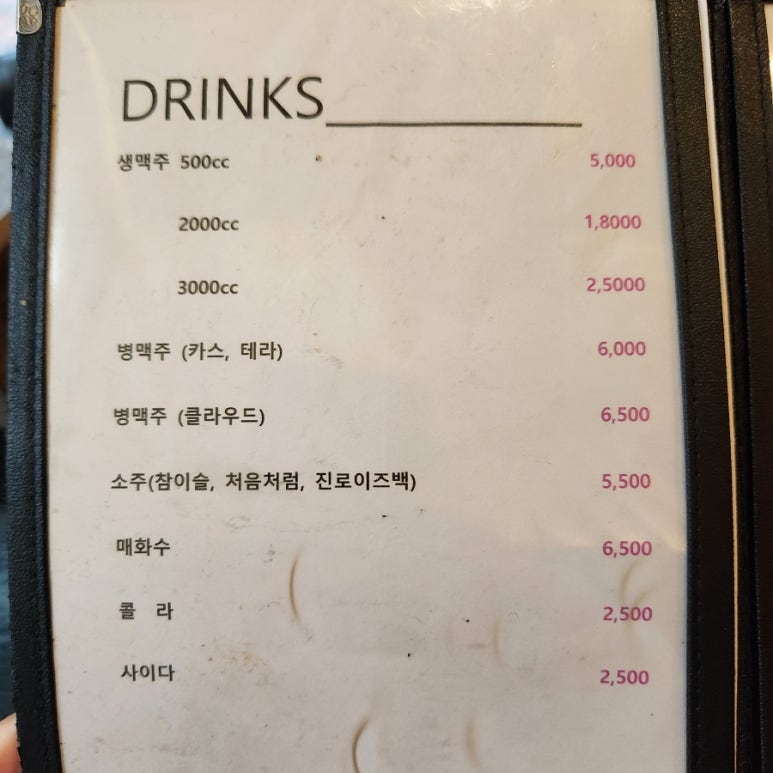 DRINKS
생맥주 500cc 5,000
2000cc 1,8000
3000cc 2,5000
병맥주 (카스, 테라) 6,000
병맥주 (클라우드) 6,500
소주(참이슬, 처음처럼, 진로이즈백) 5,500
매화수 6,500
콜 라 2,500
사이다 2,500